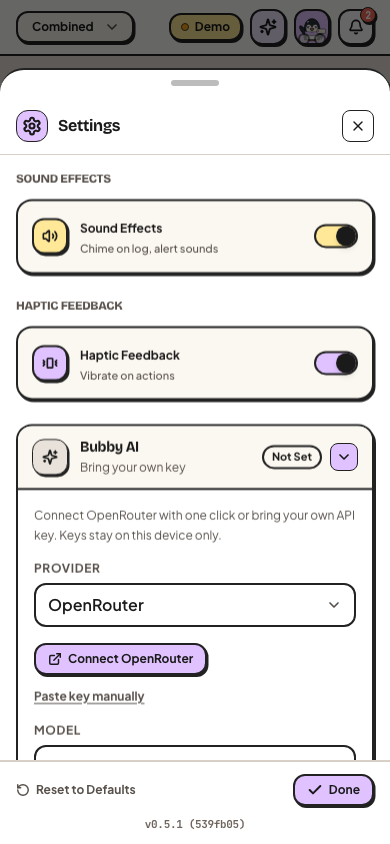 Combined
Demo
2
Settings
SOUND EFFECTS
Sound Effects
Chime on log, alert sounds
HAPTIC FEEDBACK
Haptic Feedback
Vibrate on actions
Bubby AI
Bring your own key
Not Set
Connect OpenRouter with one click or bring your own API
key. Keys stay on this device only.
PROVIDER
OpenRouter
Connect OpenRouter
Paste key manually
MODEL
Reset to Defaults
Done
v0.5.1 (539fb05)